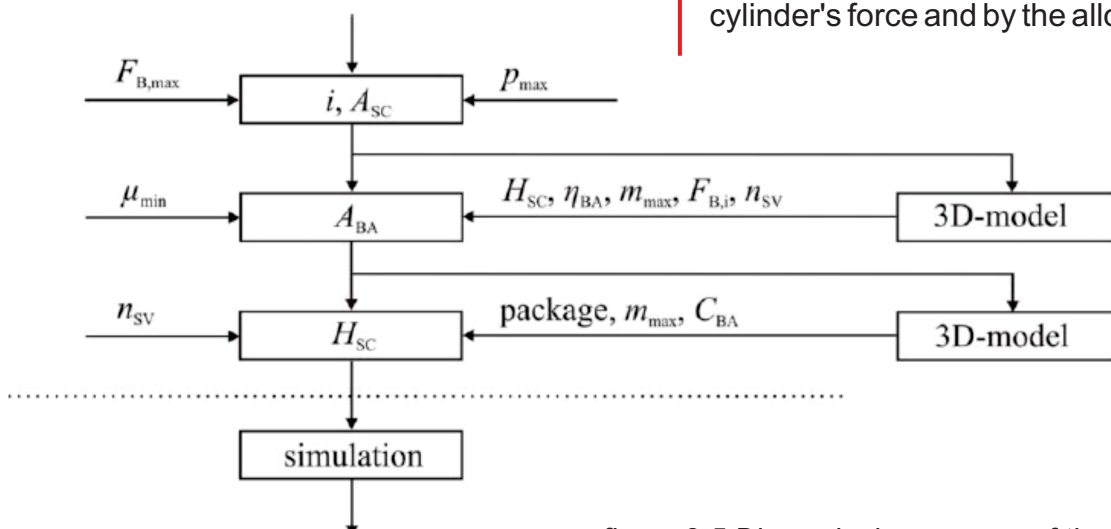 cylinder's force and by the
F_B,max
p_max
i, A_SC
μ_min
H_SC, η_BA, m_max, F_B,i, n_SV
A_BA
3D-model
n_SV
package, m_max, C_BA
H_SC
3D-model
simulation